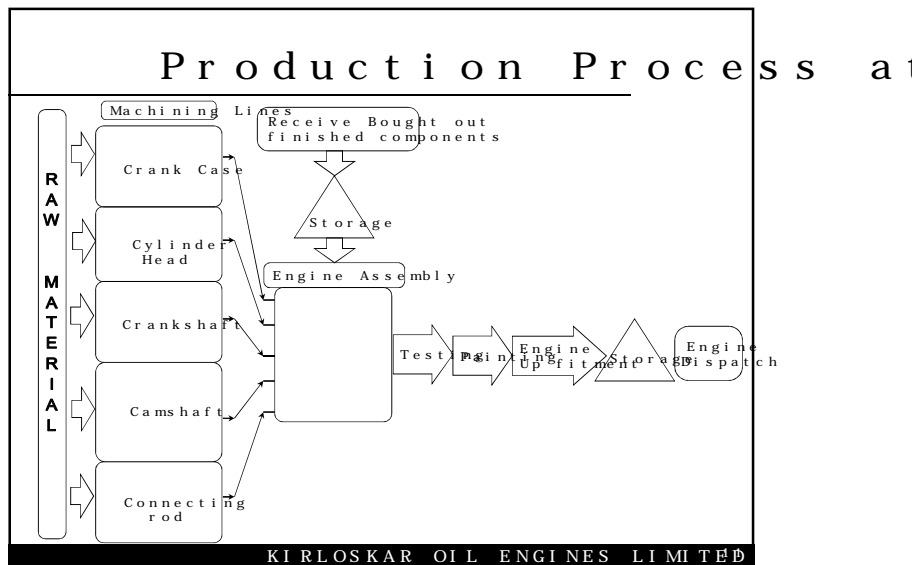 Production Process at
Machining Lines
Receive Bought out
finished components
RAW MATERIAL
Crank Case
Storage
Cylinder
Head
Engine Assembly
Crankshaft
Testing
Painting
Engine
Up fitment
Storage
Engine
Dispatch
Camshaft
Connecting
rod
KIRLOSKAR OIL ENGINES LIMITED